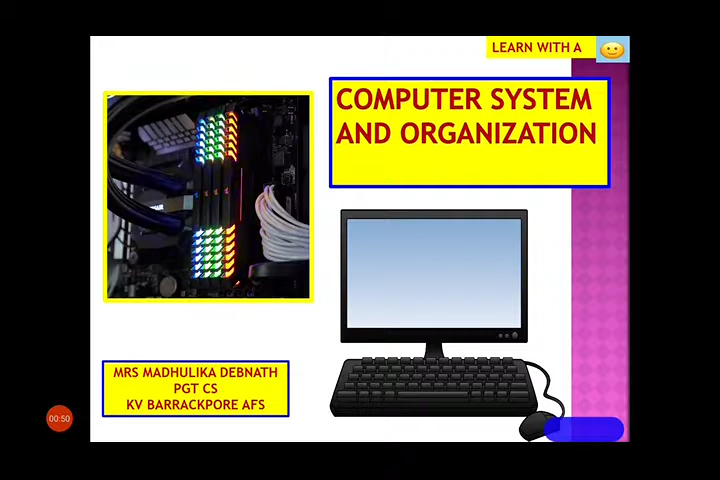 LEARN WITH A
COMPUTER SYSTEM
AND ORGANIZATION
MRS MADHULIKA DEBNATH
PGT CS
KV BARRACKPORE AFS
00:50